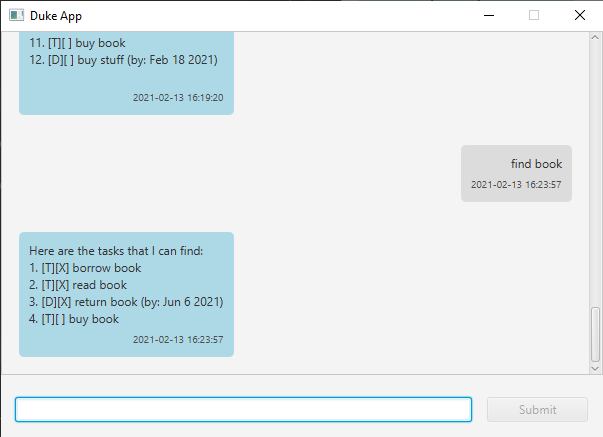 Duke App
11. [T][ ] buy book
12. [D][ ] buy stuff (by: Feb 18 2021)
2021-02-13 16:19:20
find book
2021-02-13 16:23:57
Here are the tasks that I can find:
1. [T][X] borrow book
2. [T][X] read book
3. [D][X] return book (by: Jun 6 2021)
4. [T][ ] buy book
2021-02-13 16:23:57
Submit